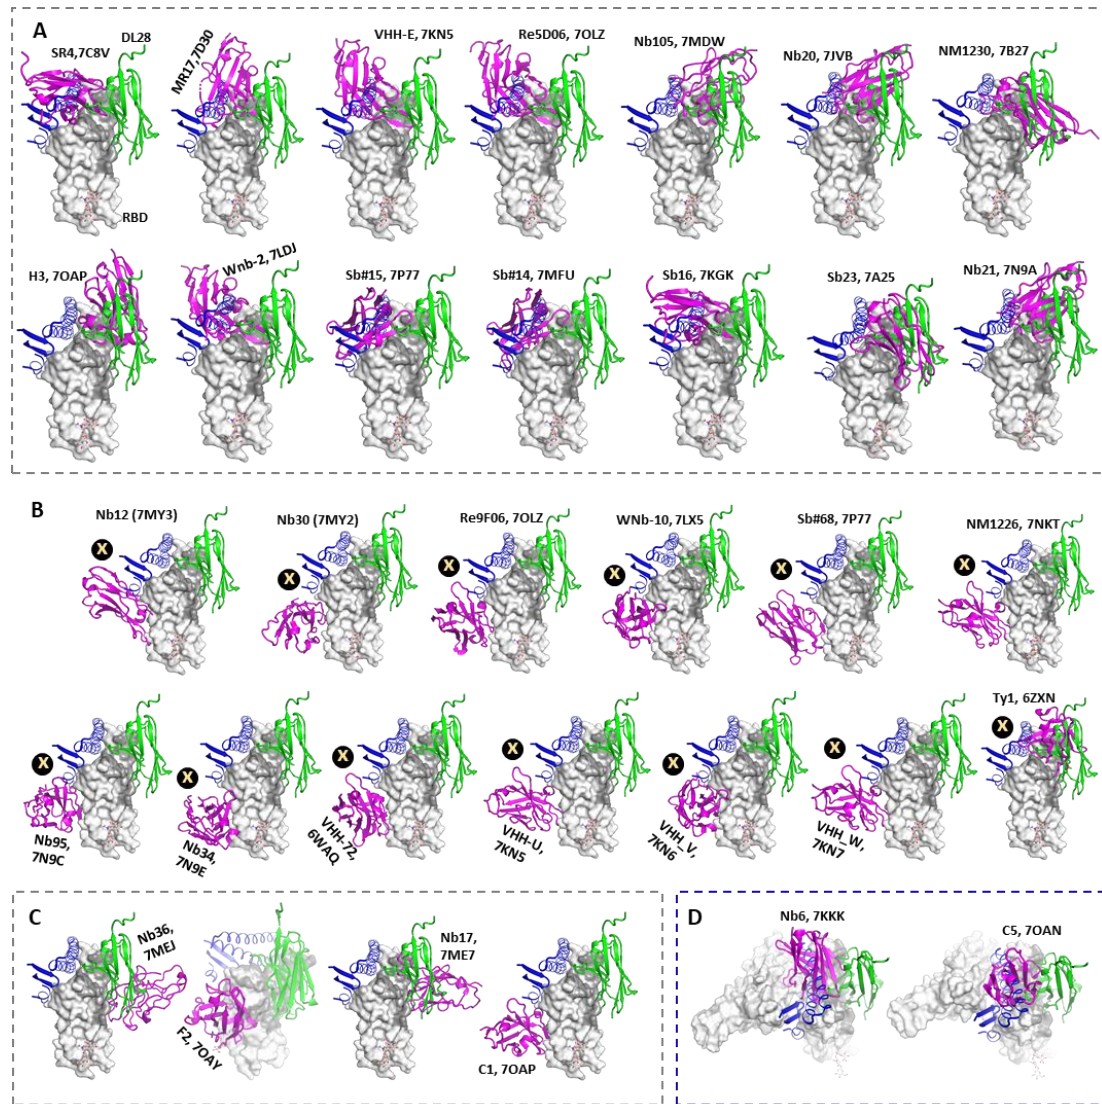 A
SR4,7C8V
DL28
MR17,7D30
VHH-E, 7KN5
Re5D06, 7OLZ
Nb105, 7MDW
Nb20, 7JVB
NM1230, 7B27
RBD
H3, 7OAP
Wnb-2, 7LDJ
Sb#15, 7P77
Sb#14, 7MFU
Sb16, 7KGK
Sb23, 7A25
Nb21, 7N9A
B
Nb12 (7MY3)
Nb30 (7MY2)
Re9F06, 7OLZ
WNb-10, 7LX5
Sb#68, 7P77
NM1226, 7NKT
X
X
X
X
X
X
Ty1, 6ZXN
X
X
X
X
X
X
X
Nb95,
7N9C
Nb34,
7N9E
VHH-72,
6WAQ
VHH-U,
7KN5
VHH_V,
7KN6
VHH_W,
7KN7
C
Nb36,
7MEJ
F2, 7OAY
Nb17,
7ME7
C1, 7OAP
D
Nb6, 7KKK
C5, 7OAN